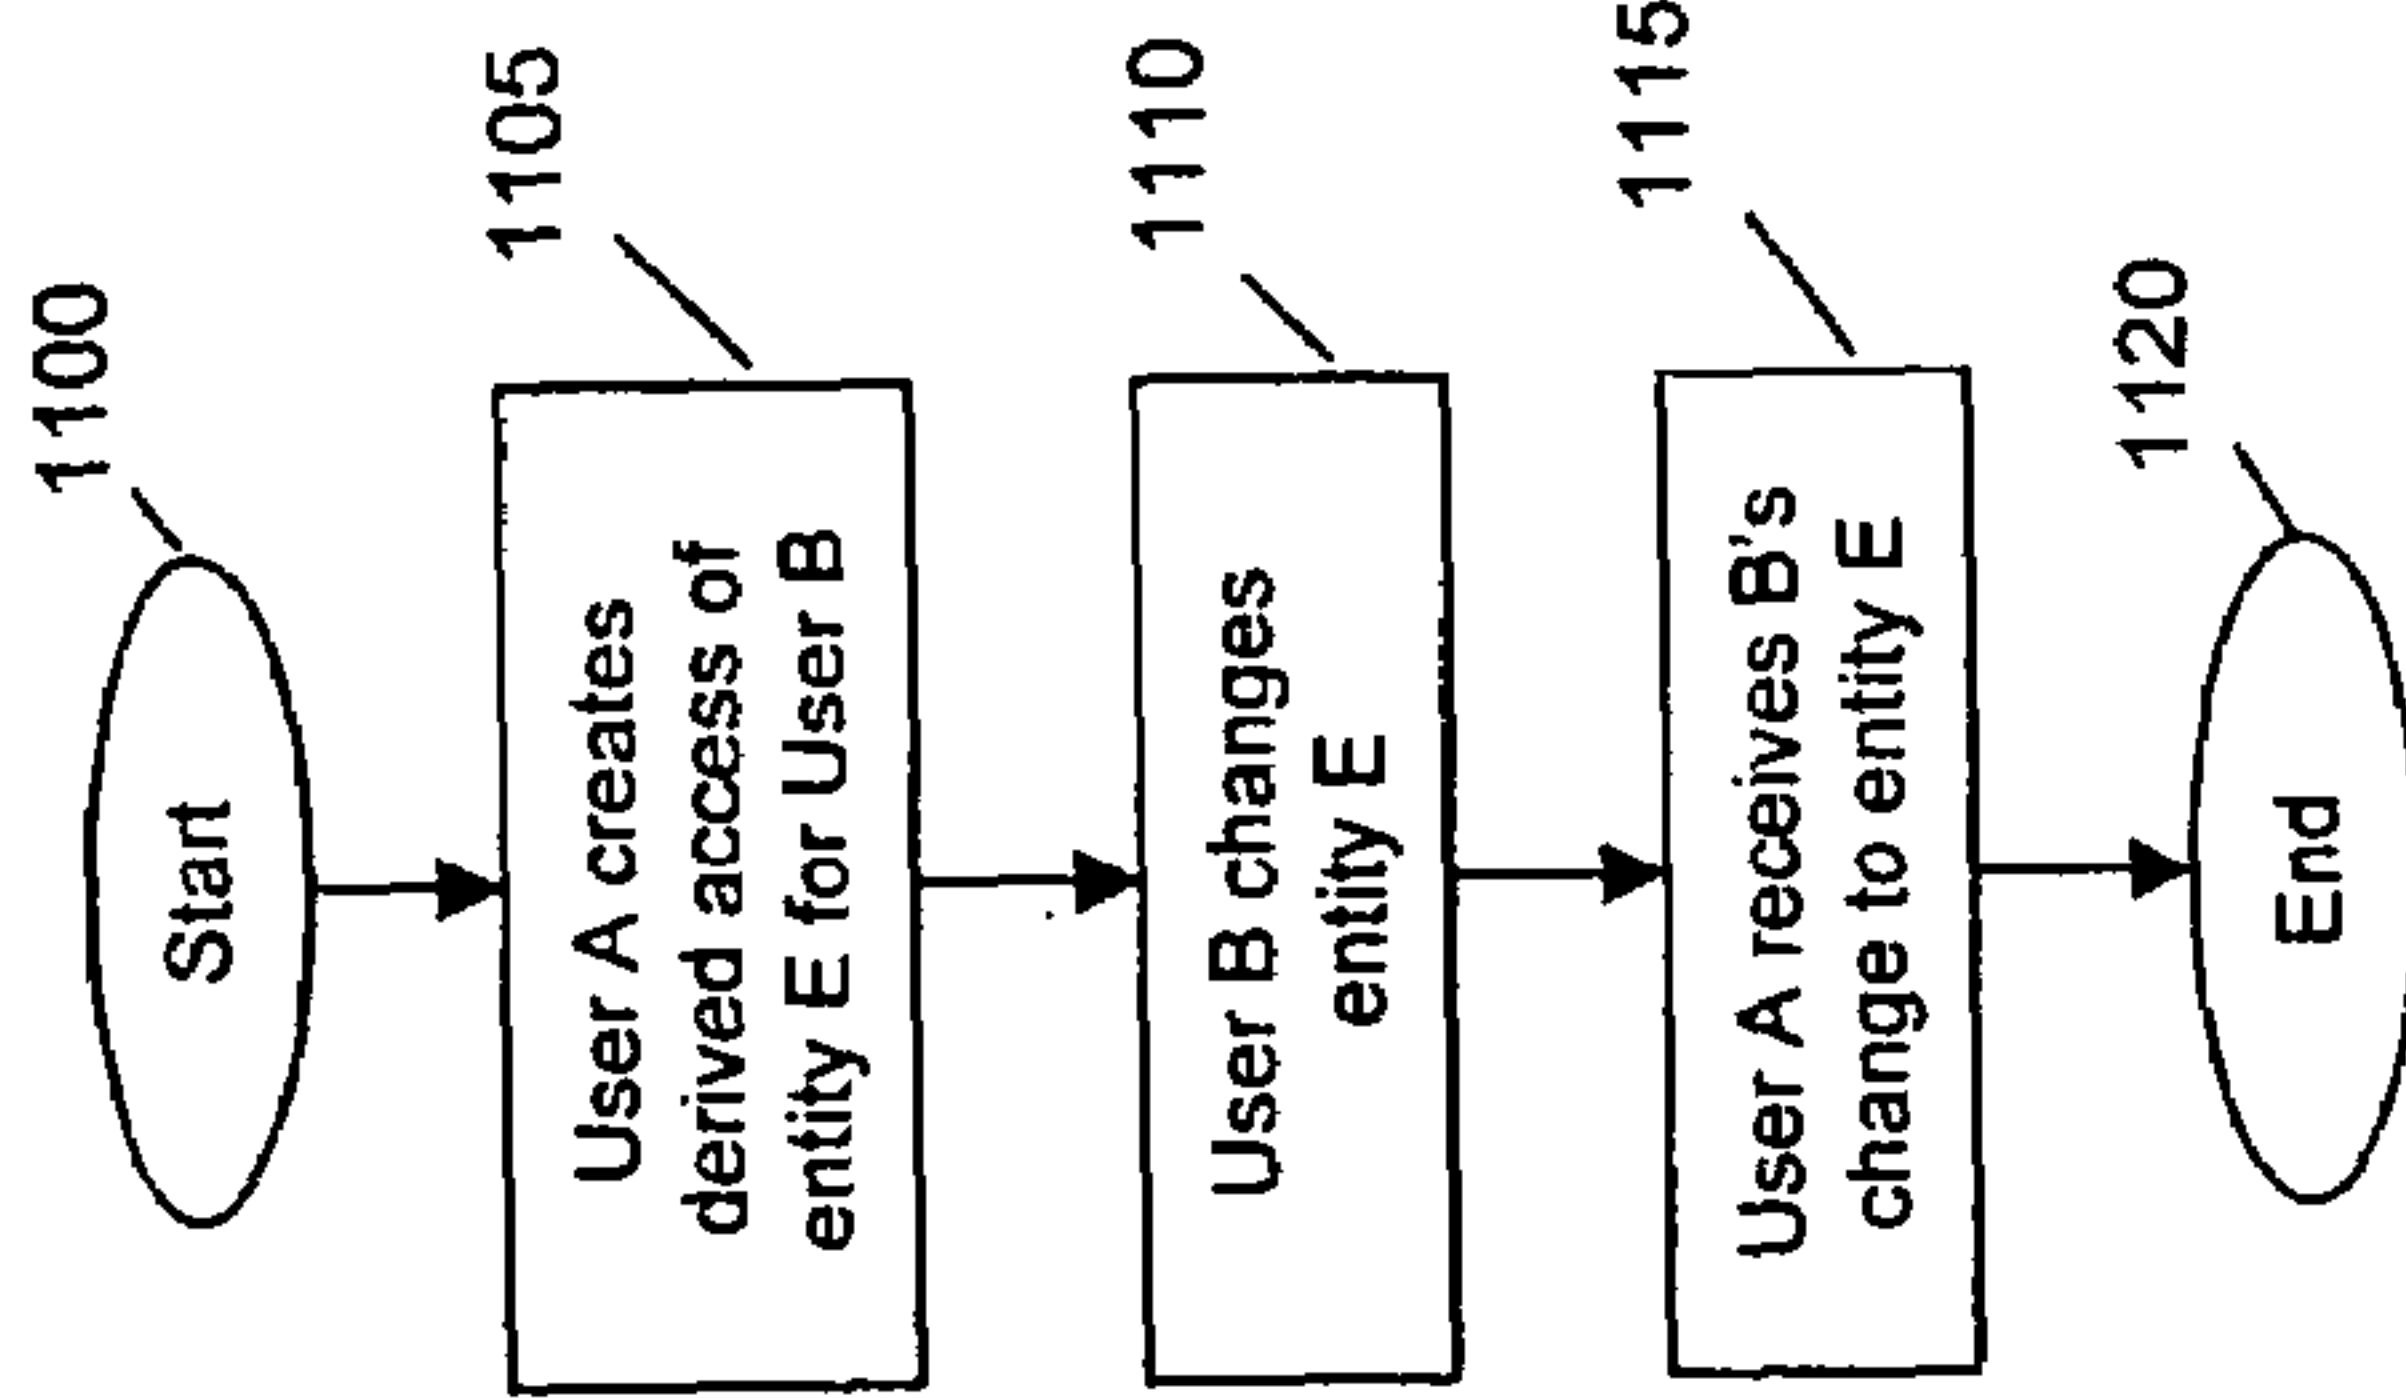 1100
Start
1105
User A creates
derived access of
entity E for User B
1110
User B changes
entity E
1115
User A receives B's
change to entity E
1120
End